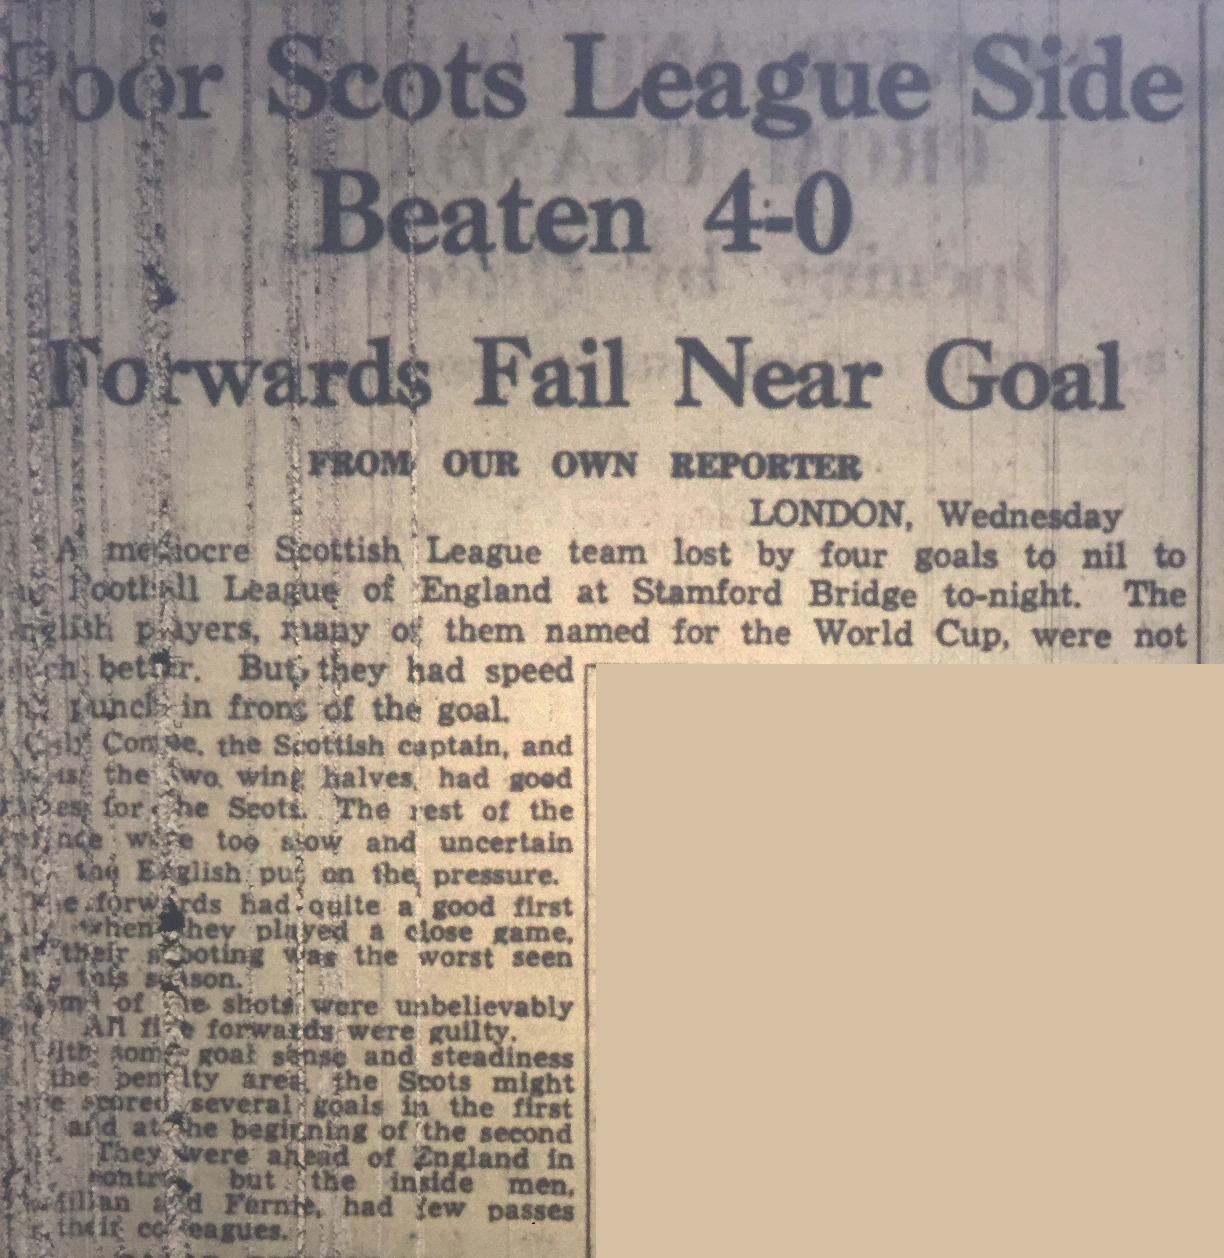 Poor Scots League Side
Beaten 4-0
Forwards Fail Near Goal
FROM OUR OWN REPORTER
LONDON, Wednesday
A mediocre Scottish League team lost by four goals to nil to
Football League of England at Stamford Bridge to-night. The
English players, many of them named for the World Cup, were not
better. But they had speed
punch in front of the goal.
Only Combe, the Scottish captain, and
the two wing halves, had good
for the Scots. The rest of the
were too slow and uncertain
the English put on the pressure.
The forwards had quite a good first
when they played a close game,
their shooting was the worst seen
this season.
Some of the shots were unbelievably
All five forwards were guilty.
With some goal sense and steadiness
the penalty area, the Scots might
scored several goals in the first
and at the beginning of the second
They were ahead of England in
but the inside men,
and Fernie, had few passes
their colleagues.